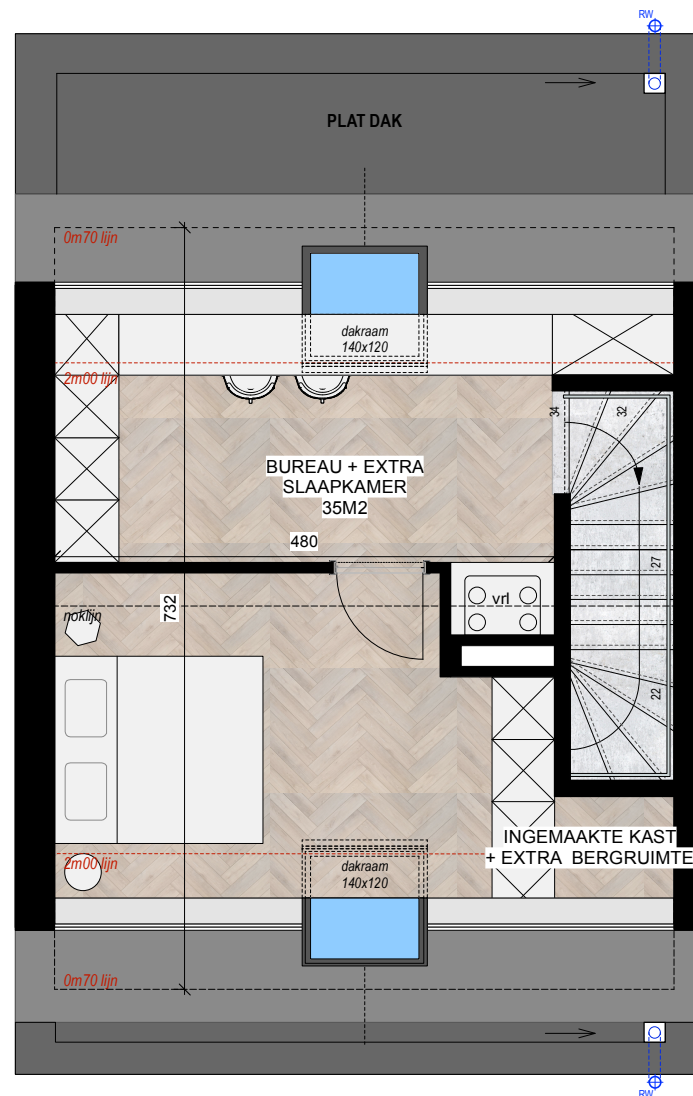 RW
PLAT DAK
0m70 lijn
dakraam
140x120
2m00 lijn
34
32
BUREAU + EXTRA
SLAAPKAMER
35M2
480
27
vrl
732
noklijn
22
INGEMAAKTE KAST
+ EXTRA BERGRUIMTE
2m00 lijn
dakraam
140x120
0m70 lijn
RW